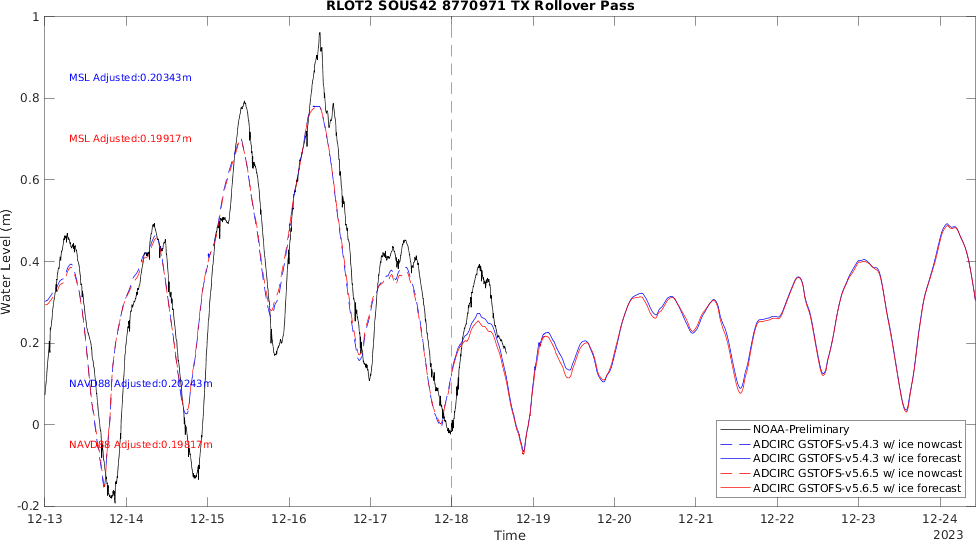 RLOT2 SOUS42 8770971 TX Rollover Pass
1
0.8
0.6
0.4
0.2
0
-0.2
Water Level (m)
MSL Adjusted:0.20343m
MSL Adjusted:0.19917m
NAVD88 Adjusted:0.20243m
NAVD88 Adjusted:0.19817m
NOAA-Preliminary
ADCIRC GSTOFS-v5.4.3 w/ ice nowcast
ADCIRC GSTOFS-v5.4.3 w/ ice forecast
ADCIRC GSTOFS-v5.6.5 w/ ice nowcast
ADCIRC GSTOFS-v5.6.5 w/ ice forecast
12-13 12-14 12-15 12-16 12-17 12-18 12-19 12-20 12-21 12-22 12-23 12-24
Time
2023